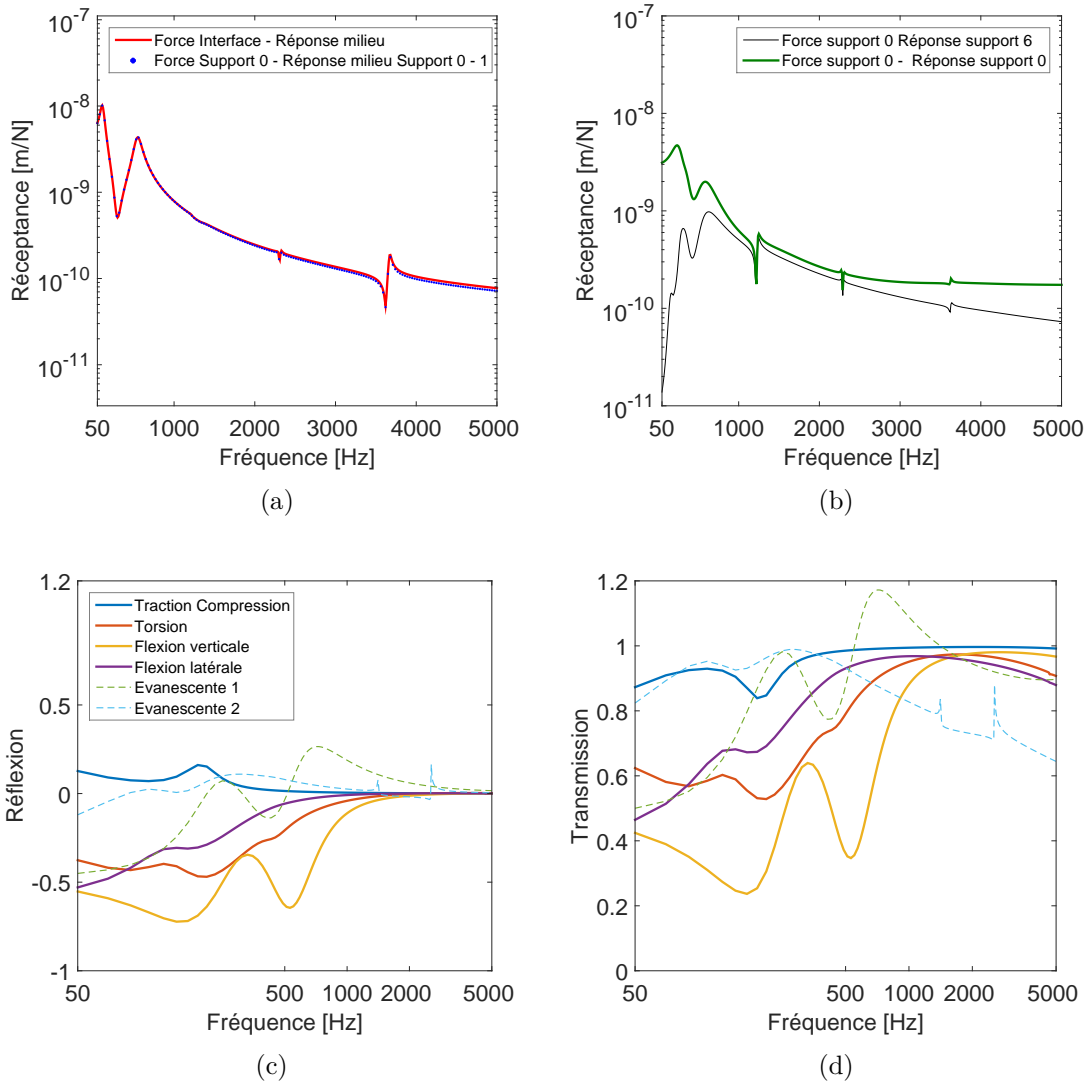 10^-7
10^-8
10^-9
10^-10
10^-11
Réceptance [m/N]
Force Interface - Réponse milieu
Force Support 0 - Réponse milieu Support 0 - 1
50 1000 2000 3000 4000 5000
Fréquence [Hz]
(a)
10^-7
10^-8
10^-9
10^-10
10^-11
Réceptance [m/N]
Force support 0 Réponse support 6
Force support 0 - Réponse support 0
50 1000 2000 3000 4000 5000
Fréquence [Hz]
(b)
1.2
0.5
0
-0.5
-1
Réflexion
Traction Compression
Torsion
Flexion verticale
Flexion latérale
Evanescente 1
Evanescente 2
50 500 1000 2000 5000
Fréquence [Hz]
(c)
1.2
1
0.8
0.6
0.4
0.2
0
Transmission
50 500 1000 2000 5000
Fréquence [Hz]
(d)